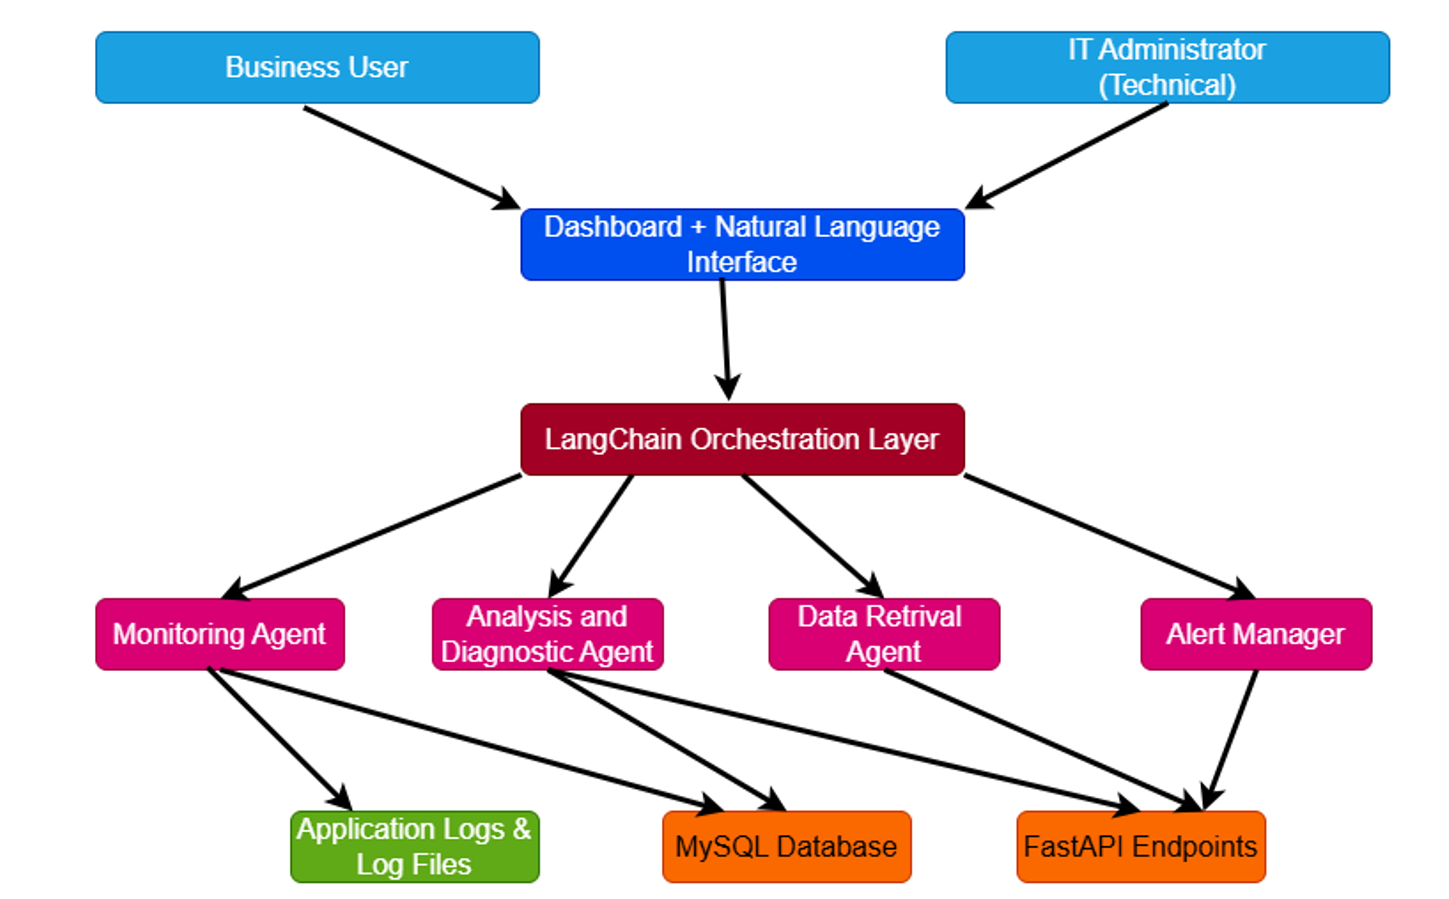 Business User
IT Administrator
(Technical)
Dashboard + Natural Language
Interface
LangChain Orchestration Layer
Monitoring Agent
Analysis and
Diagnostic Agent
Data Retrival
Agent
Alert Manager
Application Logs &
Log Files
MySQL Database
FastAPI Endpoints